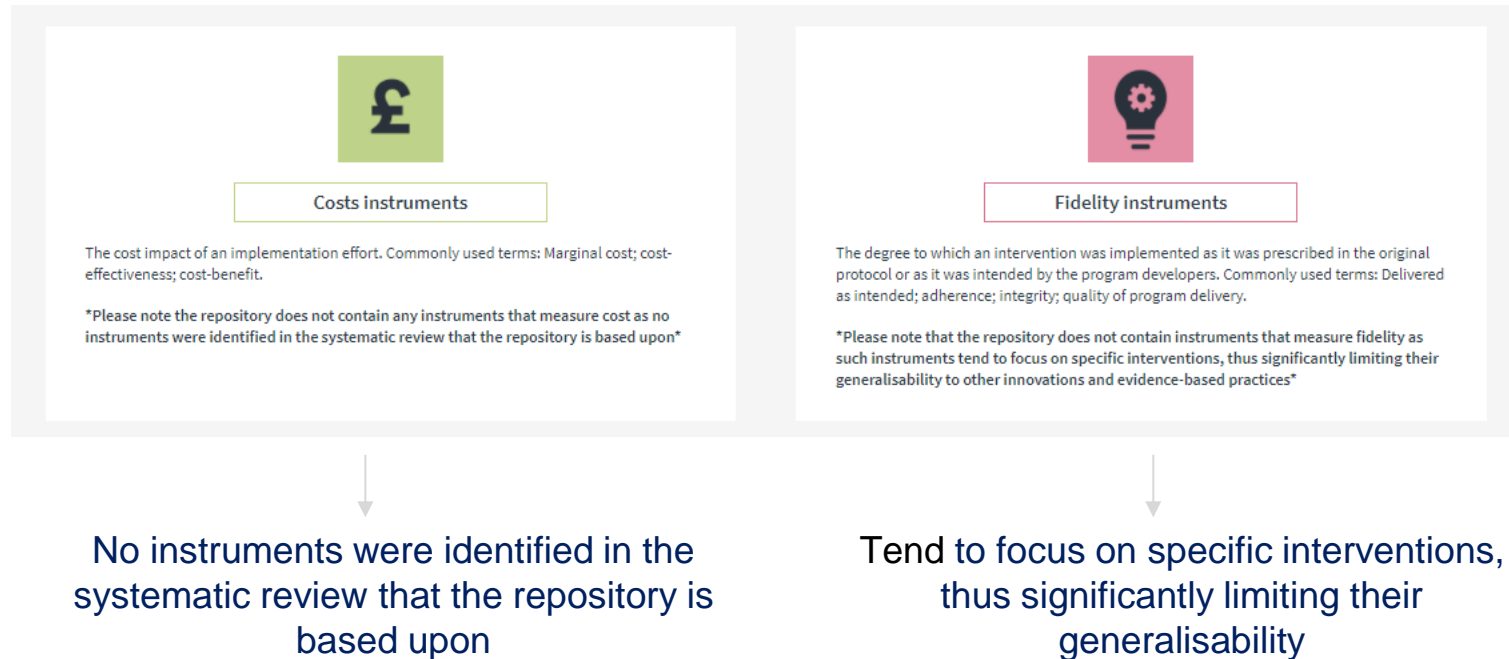 £
Costs instruments
The cost impact of an implementation effort. Commonly used terms: Marginal cost; cost-
effectiveness; cost-benefit.
*Please note the repository does not contain any instruments that measure cost as no
instruments were identified in the systematic review that the repository is based upon*
Fidelity instruments
The degree to which an intervention was implemented as it was prescribed in the original
protocol or as it was intended by the program developers. Commonly used terms: Delivered
as intended; adherence; integrity; quality of program delivery.
*Please note that the repository does not contain instruments that measure fidelity as
such instruments tend to focus on specific interventions, thus significantly limiting their
generalisability to other innovations and evidence-based practices*
No instruments were identified in the
systematic review that the repository is
based upon
Tend to focus on specific interventions,
thus significantly limiting their
generalisability